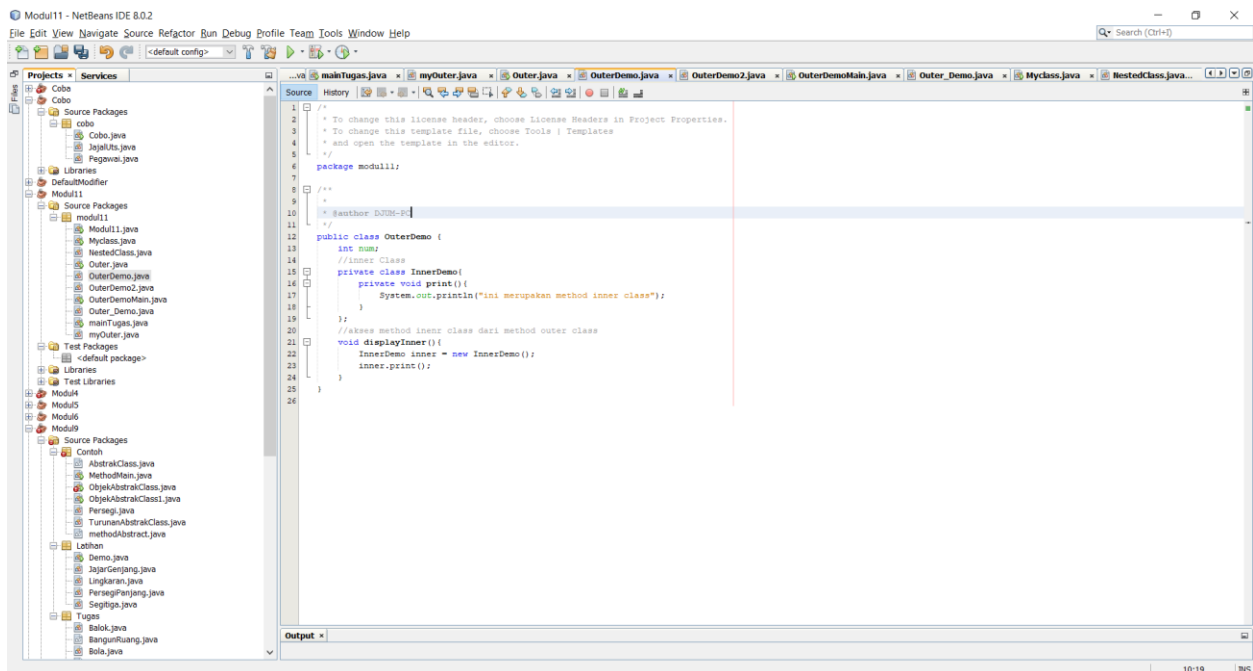 Modul11 - NetBeans IDE 8.0.2
File Edit View Navigate Source Refactor Run Debug Profile Team Tools Window Help
Search (Ctrl+I)
<default config>
Projects × Services
...va mainTugas.java × myOuter.java × Outer.java × OuterDemo.java × OuterDemo2.java × OuterDemoMain.java × Outer_Demo.java × Myclass.java × NestedClass.java...
Files
Coba
Cobo
Source Packages
cobo
Cobo.java
JajalUts.java
Pegawai.java
Libraries
DefaultModifier
Modul11
Source Packages
modul11
Modul11.java
Myclass.java
NestedClass.java
Outer.java
OuterDemo.java
OuterDemo2.java
OuterDemoMain.java
Outer_Demo.java
mainTugas.java
myOuter.java
Test Packages
<default package>
Libraries
Test Libraries
Modul4
Modul5
Modul6
Modul9
Source Packages
Contoh
AbstrakClass.java
MethodMain.java
ObjekAbstrakClass.java
ObjekAbstrakClass1.java
Persegi.java
TurunanAbstrakClass.java
methodAbstract.java
Latihan
Demo.java
JajarGenjang.java
Lingkaran.java
PersegiPanjang.java
Segitiga.java
Tugas
Balok.java
BangunRuang.java
Bola.java
Source History
1 /*
2 * To change this license header, choose License Headers in Project Properties.
3 * To change this template file, choose Tools | Templates
4 * and open the template in the editor.
5 */
6 package modul11;
7
8 /**
9 *
10 * @author DJUM-PC
11 */
12 public class OuterDemo {
13 int num;
14 //inner Class
15 private class InnerDemo{
16 private void print(){
17 System.out.println("ini merupakan method inner class");
18 }
19 };
20 //akses method inenr class dari method outer class
21 void displayInner(){
22 InnerDemo inner = new InnerDemo();
23 inner.print();
24 }
25 }
26
Output ×
10:19 INS